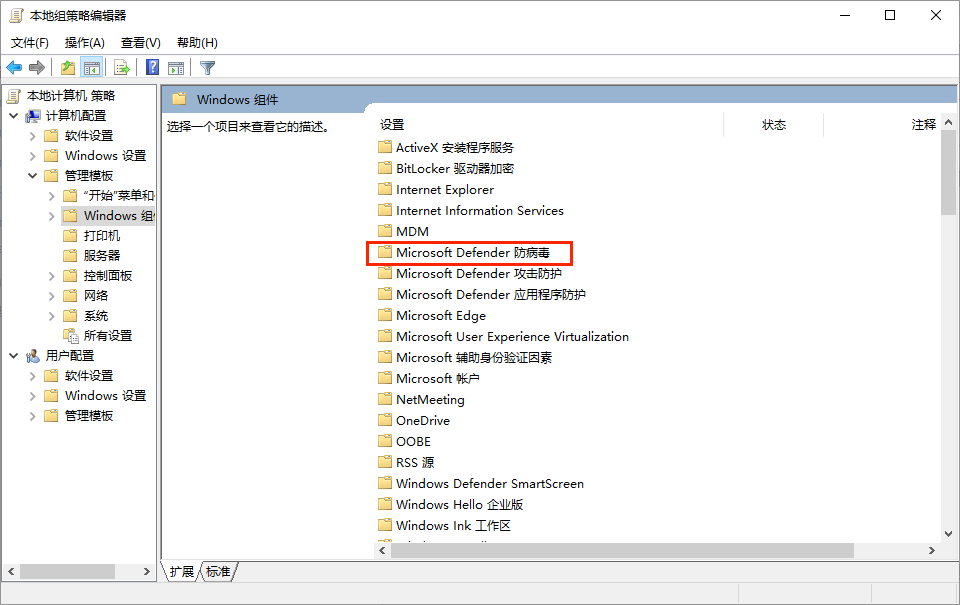 本地组策略编辑器
文件(F) 操作(A) 查看(V) 帮助(H)
本地计算机 策略
计算机配置
软件设置
Windows 设置
管理模板
“开始”菜单和
Windows 组
打印机
服务器
控制面板
网络
系统
所有设置
用户配置
软件设置
Windows 设置
管理模板
Windows 组件
选择一个项目来查看它的描述。
设置 状态 注释
ActiveX 安装程序服务
BitLocker 驱动器加密
Internet Explorer
Internet Information Services
MDM
Microsoft Defender 防病毒
Microsoft Defender 攻击防护
Microsoft Defender 应用程序防护
Microsoft Edge
Microsoft User Experience Virtualization
Microsoft 辅助身份验证因素
Microsoft 帐户
NetMeeting
OneDrive
OOBE
RSS 源
Windows Defender SmartScreen
Windows Hello 企业版
Windows Ink 工作区
扩展 标准